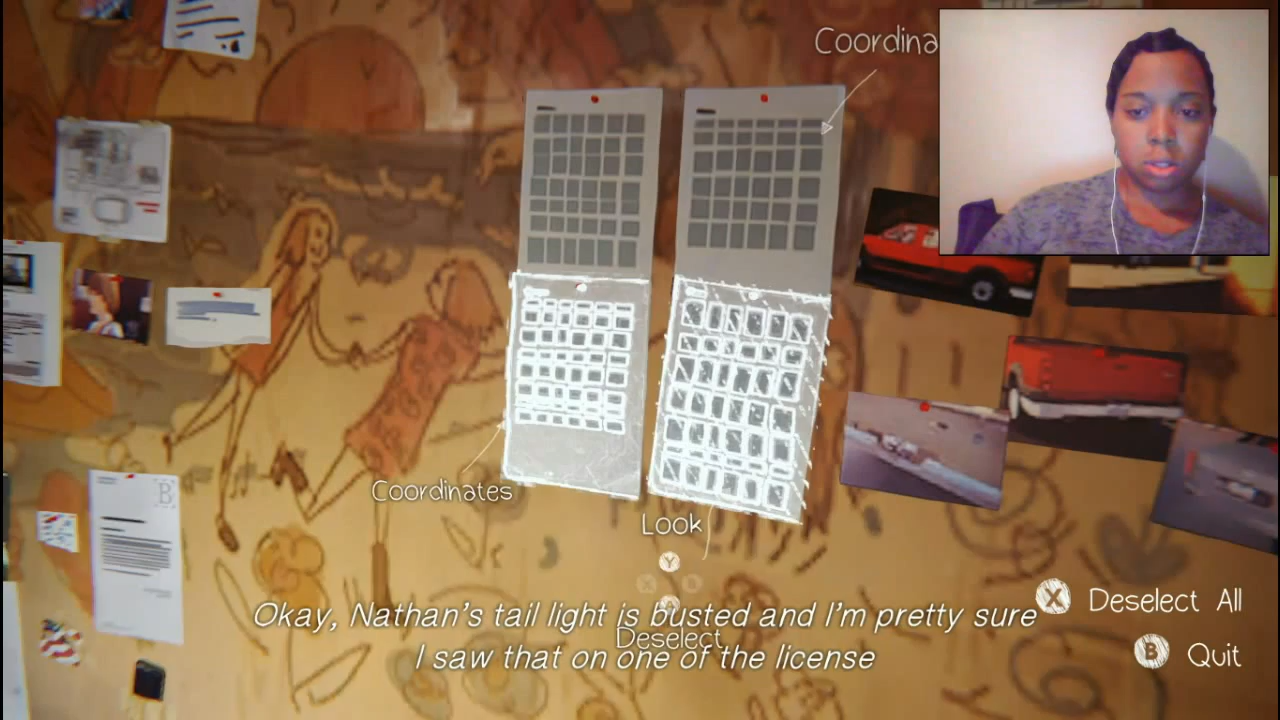 Coordina
Coordinates
Look
Y
Okay, Nathan's tail light is busted and I'm pretty sure
Deselect
I saw that on one of the license
X Deselect All
B Quit
B